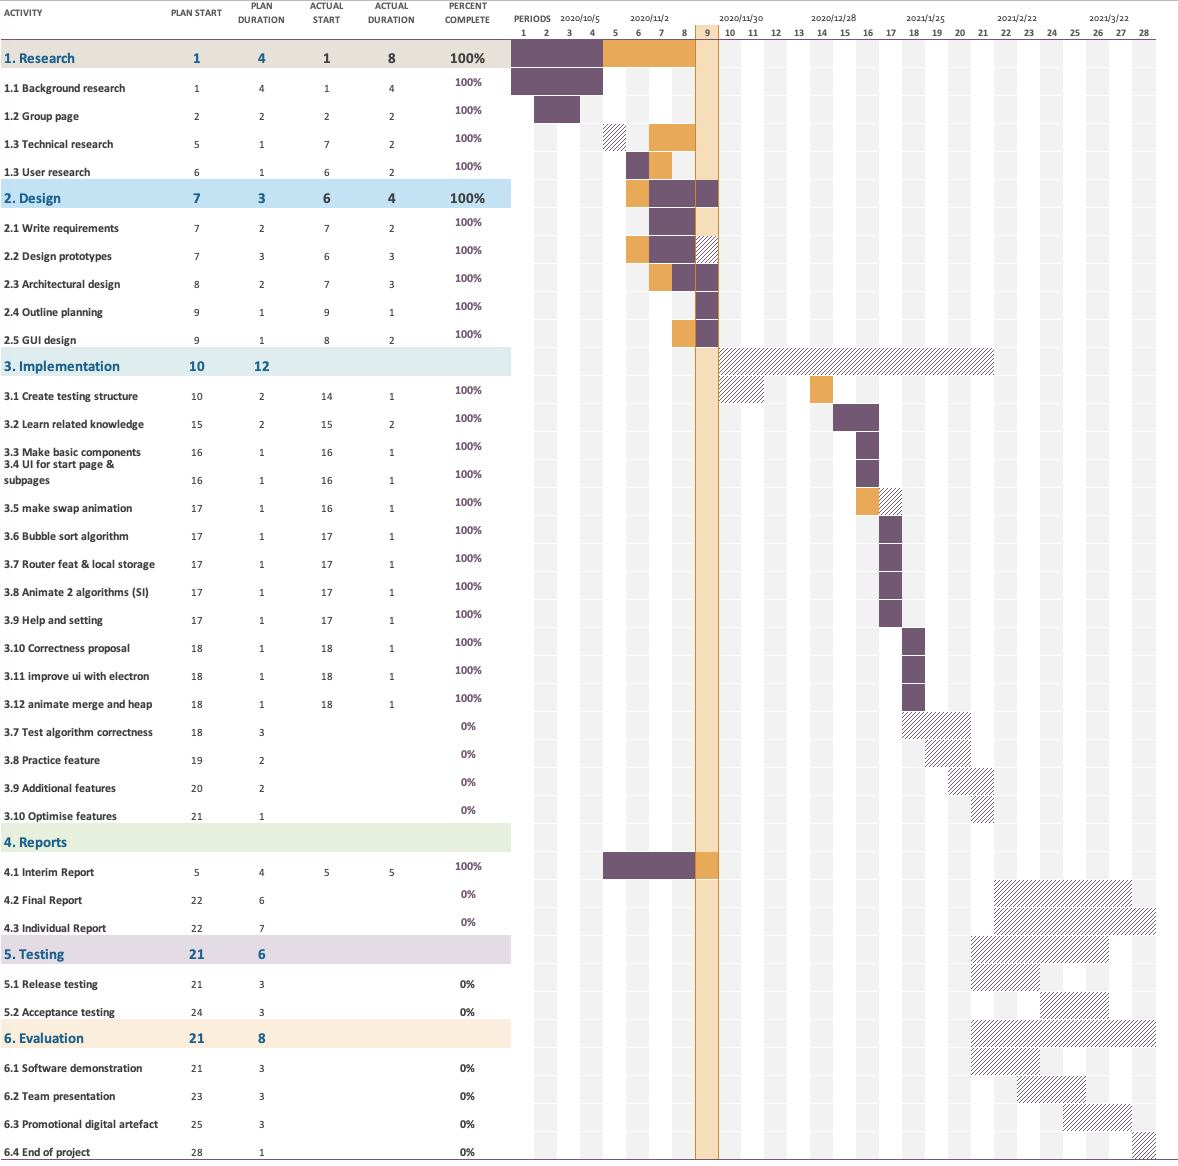 ACTIVITY PLAN START PLAN DURATION ACTUAL START ACTUAL DURATION PERCENT COMPLETE
PERIODS 2020/10/5 2020/11/2 2020/11/30 2020/12/28 2021/1/25 2021/2/22 2021/3/22
1 2 3 4 5 6 7 8 9 10 11 12 13 14 15 16 17 18 19 20 21 22 23 24 25 26 27 28
1. Research 1 4 1 8 100%
1.1 Background research 1 4 1 4 100%
1.2 Group page 2 2 2 2 100%
1.3 Technical research 5 1 7 2 100%
1.3 User research 6 1 6 2 100%
2. Design 7 3 6 4 100%
2.1 Write requirements 7 2 7 2 100%
2.2 Design prototypes 7 3 6 3 100%
2.3 Architectural design 8 2 7 3 100%
2.4 Outline planning 9 1 9 1 100%
2.5 GUI design 9 1 8 2 100%
3. Implementation 10 12
3.1 Create testing structure 10 2 14 1 100%
3.2 Learn related knowledge 15 2 15 2 100%
3.3 Make basic components 16 1 16 1 100%
3.4 UI for start page &
subpages 16 1 16 1 100%
3.5 make swap animation 17 1 16 1 100%
3.6 Bubble sort algorithm 17 1 17 1 100%
3.7 Router feat & local storage 17 1 17 1 100%
3.8 Animate 2 algorithms (SI) 17 1 17 1 100%
3.9 Help and setting 17 1 17 1 100%
3.10 Correctness proposal 18 1 18 1 100%
3.11 improve ui with electron 18 1 18 1 100%
3.12 animate merge and heap 18 1 18 1 100%
3.7 Test algorithm correctness 18 3 0%
3.8 Practice feature 19 2 0%
3.9 Additional features 20 2 0%
3.10 Optimise features 21 1 0%
4. Reports
4.1 Interim Report 5 4 5 5 100%
4.2 Final Report 22 6 0%
4.3 Individual Report 22 7 0%
5. Testing 21 6
5.1 Release testing 21 3 0%
5.2 Acceptance testing 24 3 0%
6. Evaluation 21 8
6.1 Software demonstration 21 3 0%
6.2 Team presentation 23 3 0%
6.3 Promotional digital artefact 25 3 0%
6.4 End of project 28 1 0%